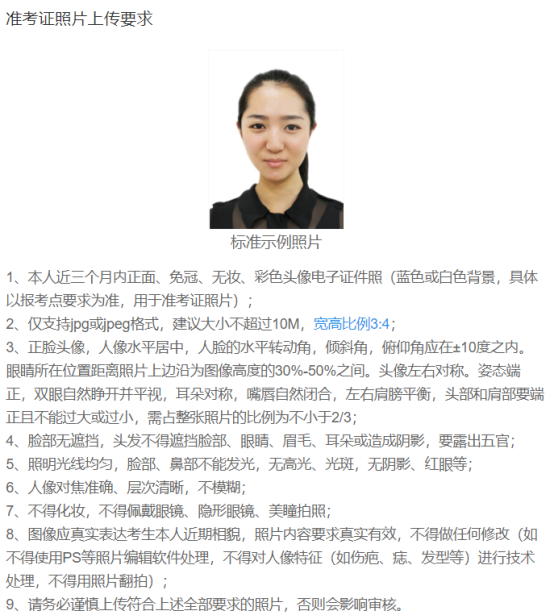 准考证照片上传要求
标准示例照片
1、本人近三个月内正面、免冠、无妆、彩色头像电子证件照（蓝色或白色背景，具体
以报考点要求为准，用于准考证照片）；
2、仅支持jpg或jpeg格式，建议大小不超过10M，宽高比例3:4；
3、正脸头像，人像水平居中，人脸的水平转动角，倾斜角，俯仰角应在±10度之内。
眼睛所在位置距离照片上边沿为图像高度的30%-50%之间。头像左右对称。姿态端
正，双眼自然睁开并平视，耳朵对称，嘴唇自然闭合，左右肩膀平衡，头部和肩部要端
正且不能过大或过小，需占整张照片的比例为不小于2/3；
4、脸部无遮挡，头发不得遮挡脸部、眼睛、眉毛、耳朵或造成阴影，要露出五官；
5、照明光线均匀，脸部、鼻部不能发光，无高光、光斑，无阴影、红眼等；
6、人像对焦准确、层次清晰，不模糊；
7、不得化妆，不得佩戴眼镜、隐形眼镜、美瞳拍照；
8、图像应真实表达考生本人近期相貌，照片内容要求真实有效，不得做任何修改（如
不得使用PS等照片编辑软件处理，不得对人像特征（如伤疤、痣、发型等）进行技术
处理，不得用照片翻拍）；
9、请务必谨慎上传符合上述全部要求的照片，否则会影响审核。